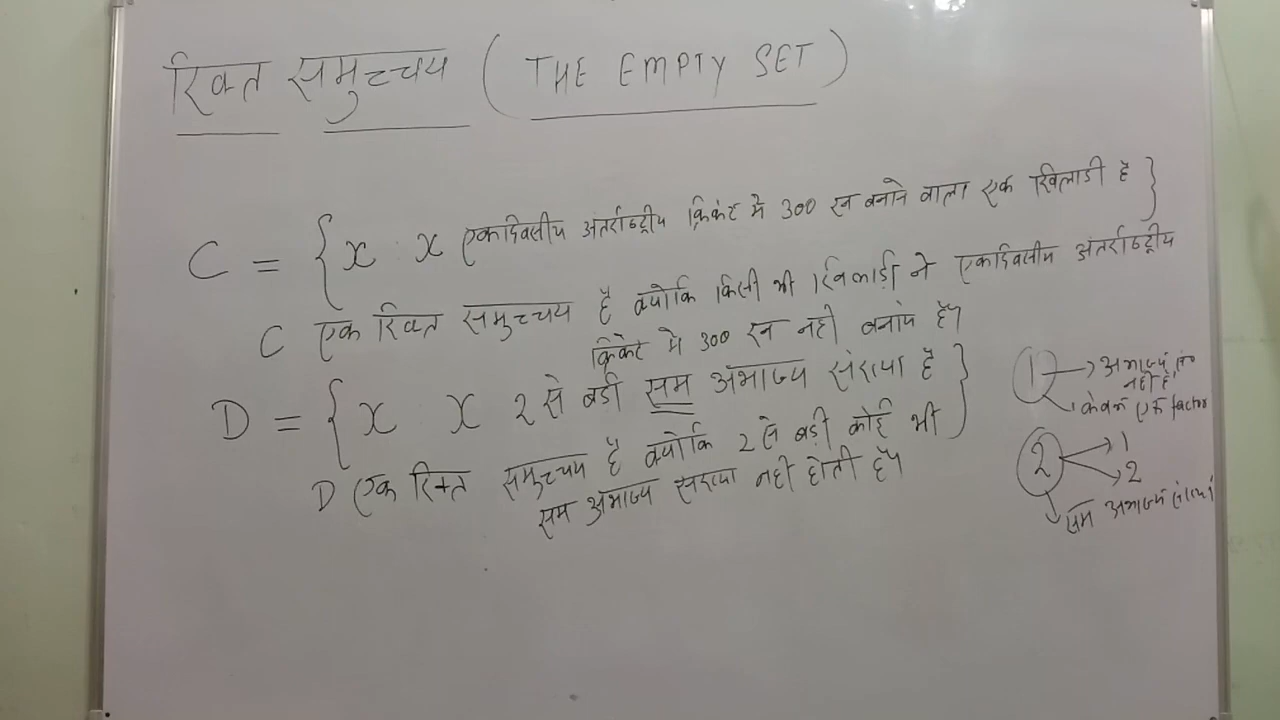 रिक्त समुच्चय ( THE EMPTY SET )
C = { x x एकदिवसीय अंतर्राष्ट्रीय क्रिकेट मे 300 रन बनाने वाला एक खिलाडी है }
C एक रिक्त समुच्चय है क्योकि किसी भी खिलाड़ी ने एकदिवसीय अंतर्राष्ट्रीय
क्रिकेट मे 300 रन नही बनाये है।
D = { x x 2 से बडी सम अभाज्य संख्या है }
D एक रिक्त समुच्चय है क्योकि 2 से बड़ी कोई भी
सम अभाज्य संख्या नही होती है।
1 → अभाज्य
नही है,
केवल एक factor
2 1
2
सम अभाज्य संख्या